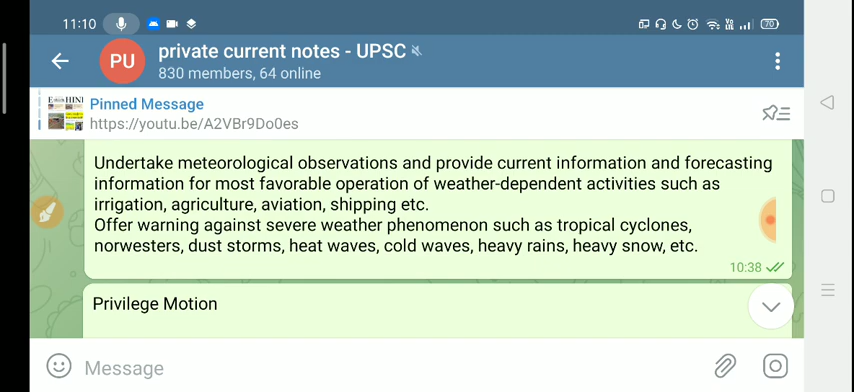 11:10
70
PU
private current notes - UPSC
830 members, 64 online
Pinned Message
https://youtu.be/A2VBr9Do0es
Undertake meteorological observations and provide current information and forecasting
information for most favorable operation of weather-dependent activities such as
irrigation, agriculture, aviation, shipping etc.
Offer warning against severe weather phenomenon such as tropical cyclones,
norwesters, dust storms, heat waves, cold waves, heavy rains, heavy snow, etc.
10:38
Privilege Motion
Message